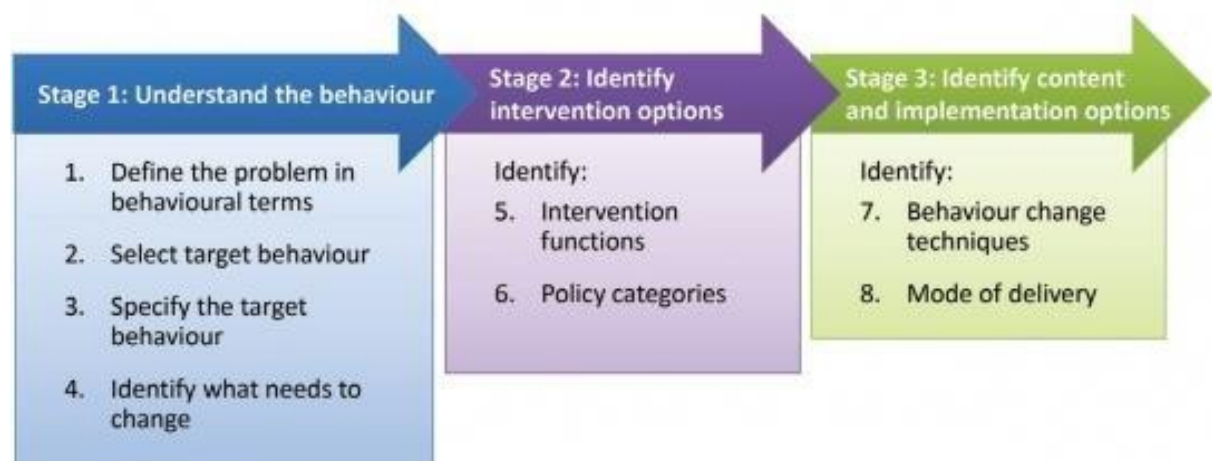 Stage 1: Understand the behaviour
1. Define the problem in
behavioural terms
2. Select target behaviour
3. Specify the target
behaviour
4. Identify what needs to
change
Stage 2: Identify
intervention options
Identify:
5. Intervention
functions
6. Policy categories
Stage 3: Identify content
and implementation options
Identify:
7. Behaviour change
techniques
8. Mode of delivery